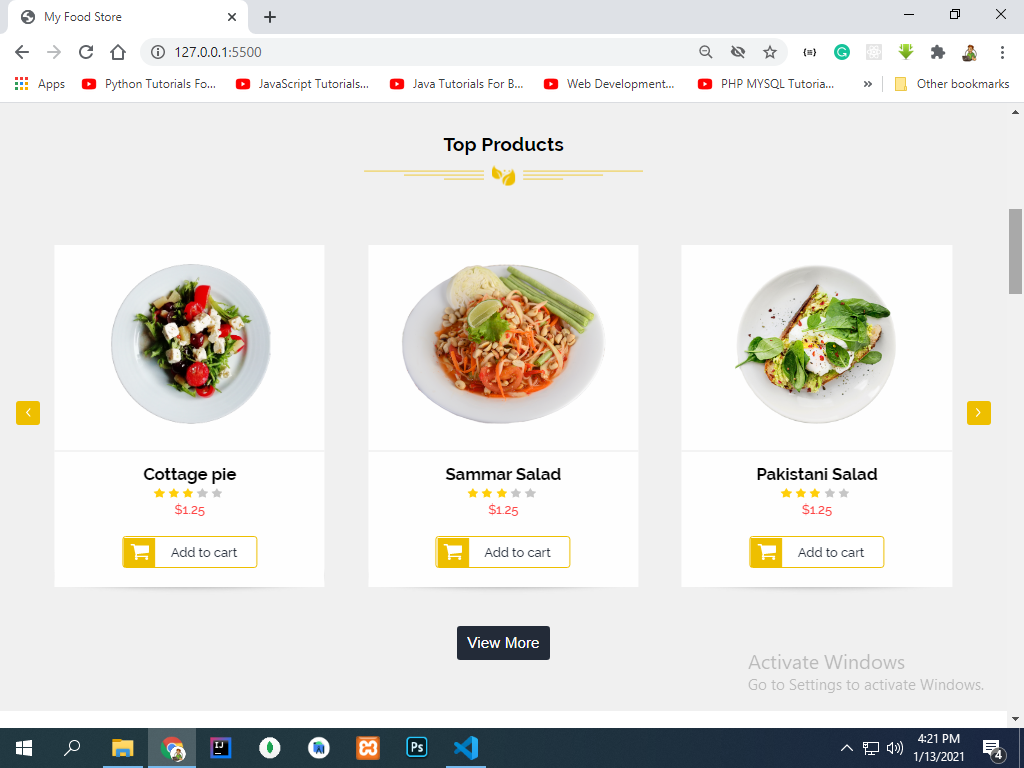 My Food Store
127.0.0.1:5500
Apps
Python Tutorials Fo...
JavaScript Tutorials...
Java Tutorials For B...
Web Development...
PHP MYSQL Tutoria...
»
Other bookmarks
Top Products
Cottage pie
$1.25
Add to cart
Sammar Salad
$1.25
Add to cart
Pakistani Salad
$1.25
Add to cart
View More
Activate Windows
Go to Settings to activate Windows.
IJ
Ps
4:21 PM
1/13/2021
4